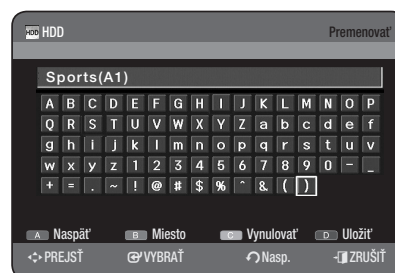 HDD HDD Premenovať
Sports(A1)
A B C D E F G H I J K L M N O P
Q R S T U V W X Y Z a b c d e f
g h i j k l m n o p q r s t u v
w x y z 1 2 3 4 5 6 7 8 9 0 - _
+ = . ~ ! @ # $ % ^ & ( )
A Naspäť B Miesto C Vynulovať D Uložiť
PREJSŤ VYBRAŤ Nasp. ZRUŠIŤ